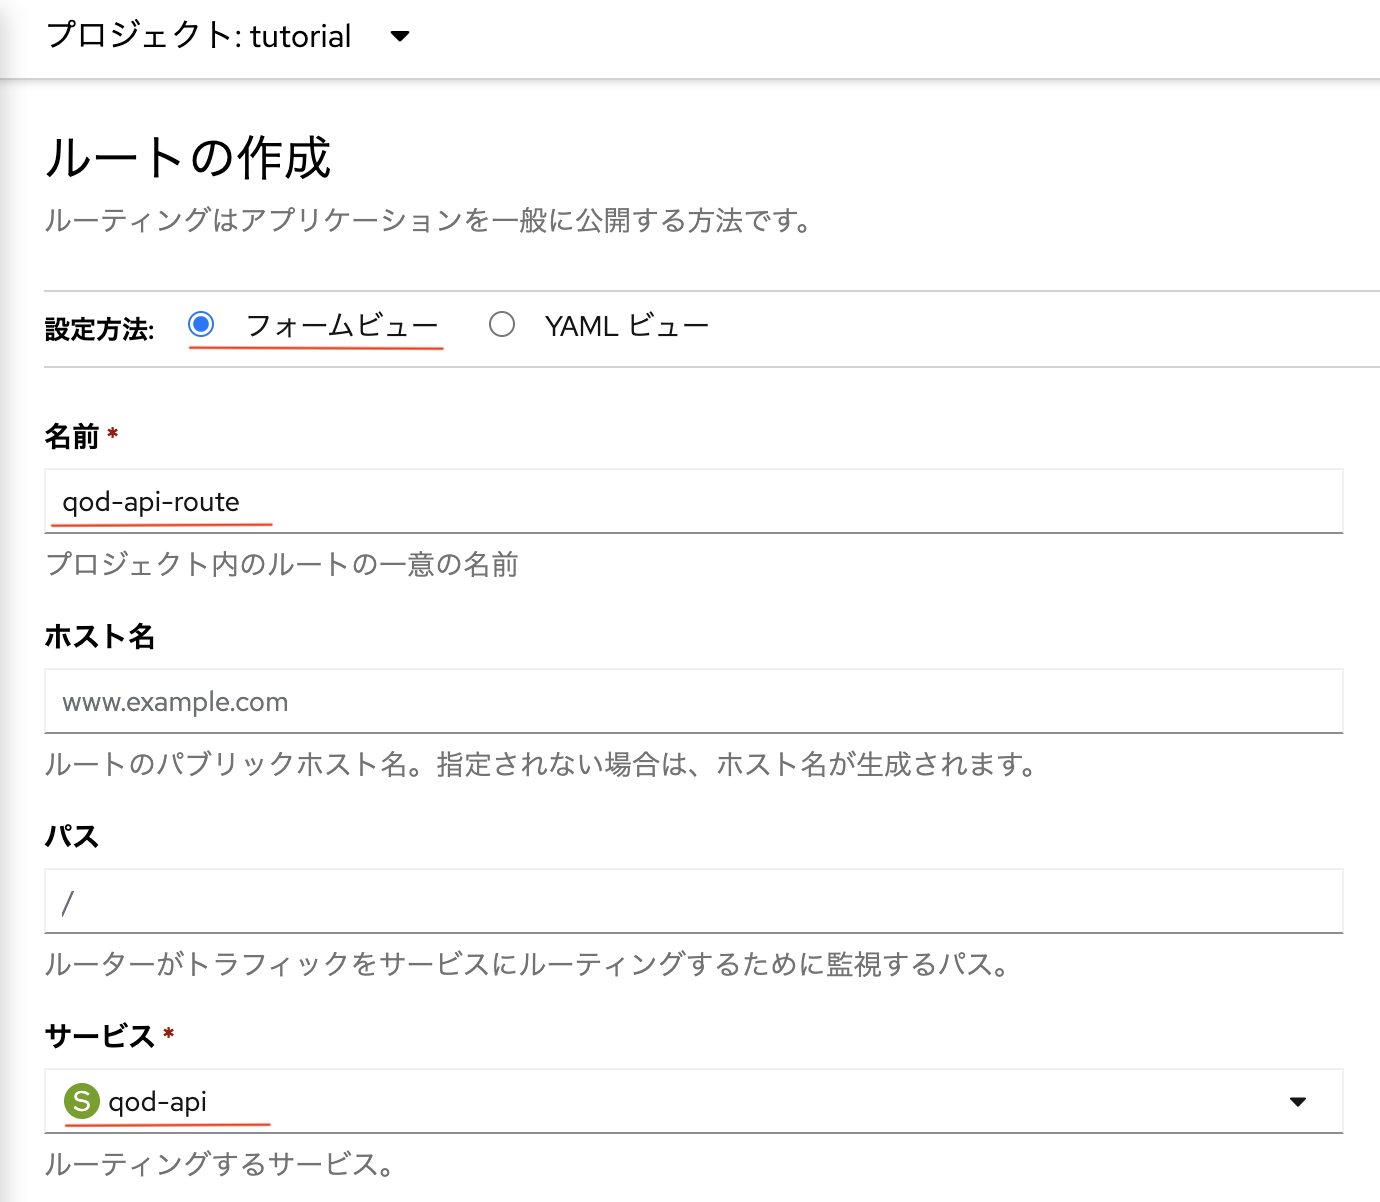 プロジェクト: tutorial
ルートの作成
ルーティングはアプリケーションを一般に公開する方法です。
設定方法: フォームビュー YAML ビュー
名前 *
qod-api-route
プロジェクト内のルートの一意の名前
ホスト名
www.example.com
ルートのパブリックホスト名。指定されない場合は、ホスト名が生成されます。
パス
/
ルーターがトラフィックをサービスにルーティングするために監視するパス。
サービス *
S qod-api
ルーティングするサービス。